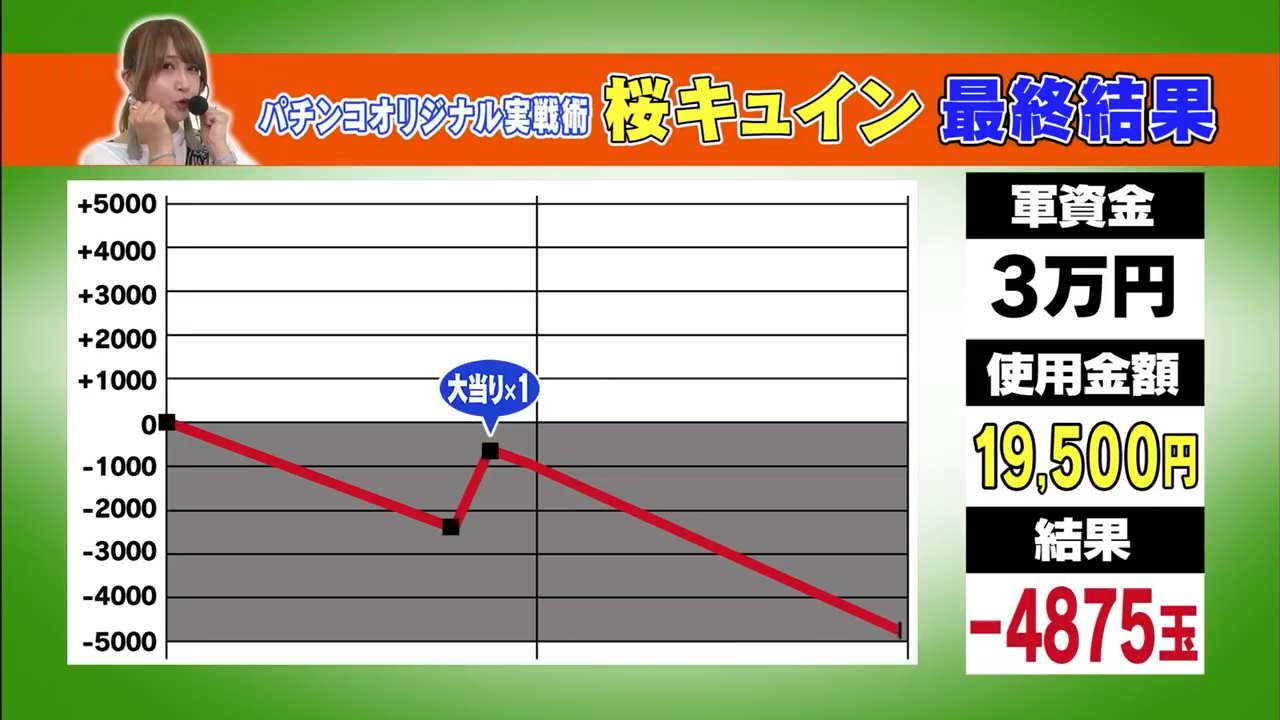 パチンコオリジナル実戦術 桜キュイン 最終結果
+5000
+4000
+3000
+2000
+1000
0
-1000
-2000
-3000
-4000
-5000
大当り×1
軍資金
3万円
使用金額
19,500円
結果
-4875玉